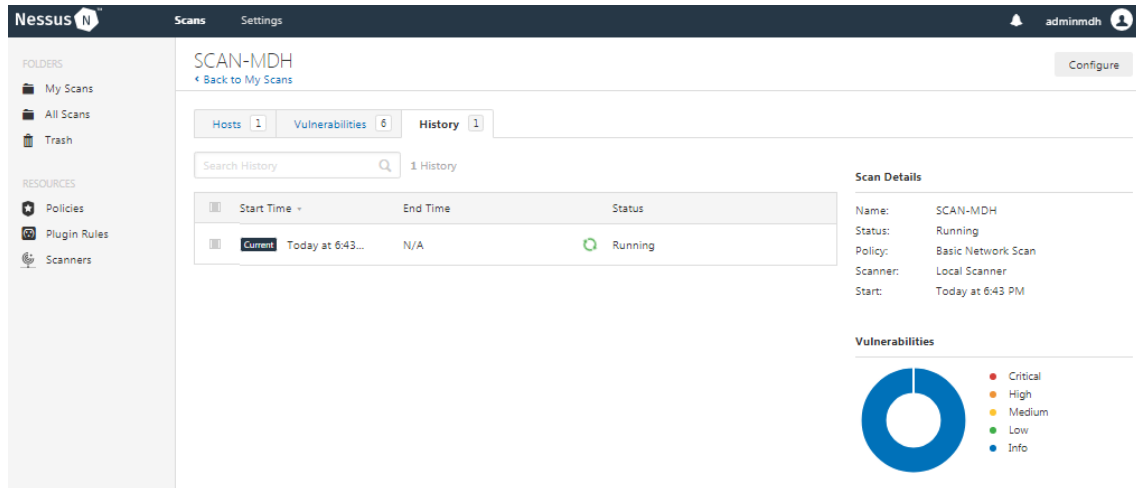 Nessus N ™ Scans Settings adminmdh
FOLDERS
My Scans
All Scans
Trash
RESOURCES
Policies
Plugin Rules
Scanners
SCAN-MDH
Back to My Scans
Configure
Hosts 1 Vulnerabilities 6 History 1
Search History 1 History
Start Time End Time Status
Current Today at 6:43... N/A Running
Scan Details
Name: SCAN-MDH
Status: Running
Policy: Basic Network Scan
Scanner: Local Scanner
Start: Today at 6:43 PM
Vulnerabilities
Critical
High
Medium
Low
Info